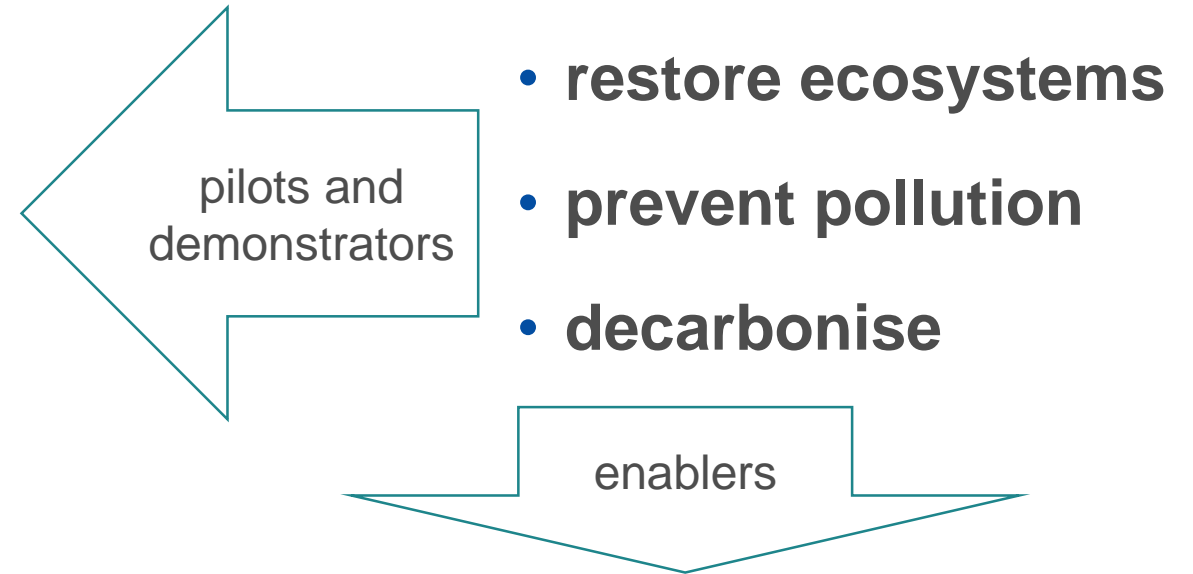 pilots and
demonstrators
• restore ecosystems
• prevent pollution
• decarbonise
enablers